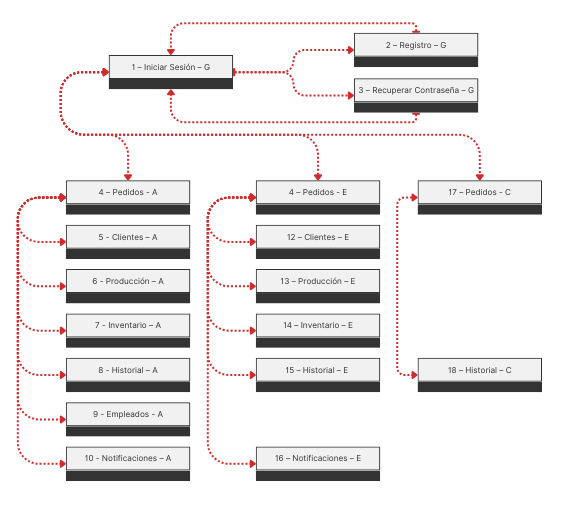 2 – Registro – G
1 – Iniciar Sesión – G
3 – Recuperar Contraseña – G
4 – Pedidos - A
4 – Pedidos - E
17 – Pedidos - C
5 - Clientes – A
12 – Clientes – E
6 - Producción – A
13 – Producción – E
7 - Inventario – A
14 – Inventario – E
8 - Historial – A
15 – Historial – E
18 – Historial – C
9 - Empleados - A
10 - Notificaciones – A
16 – Notificaciones – E